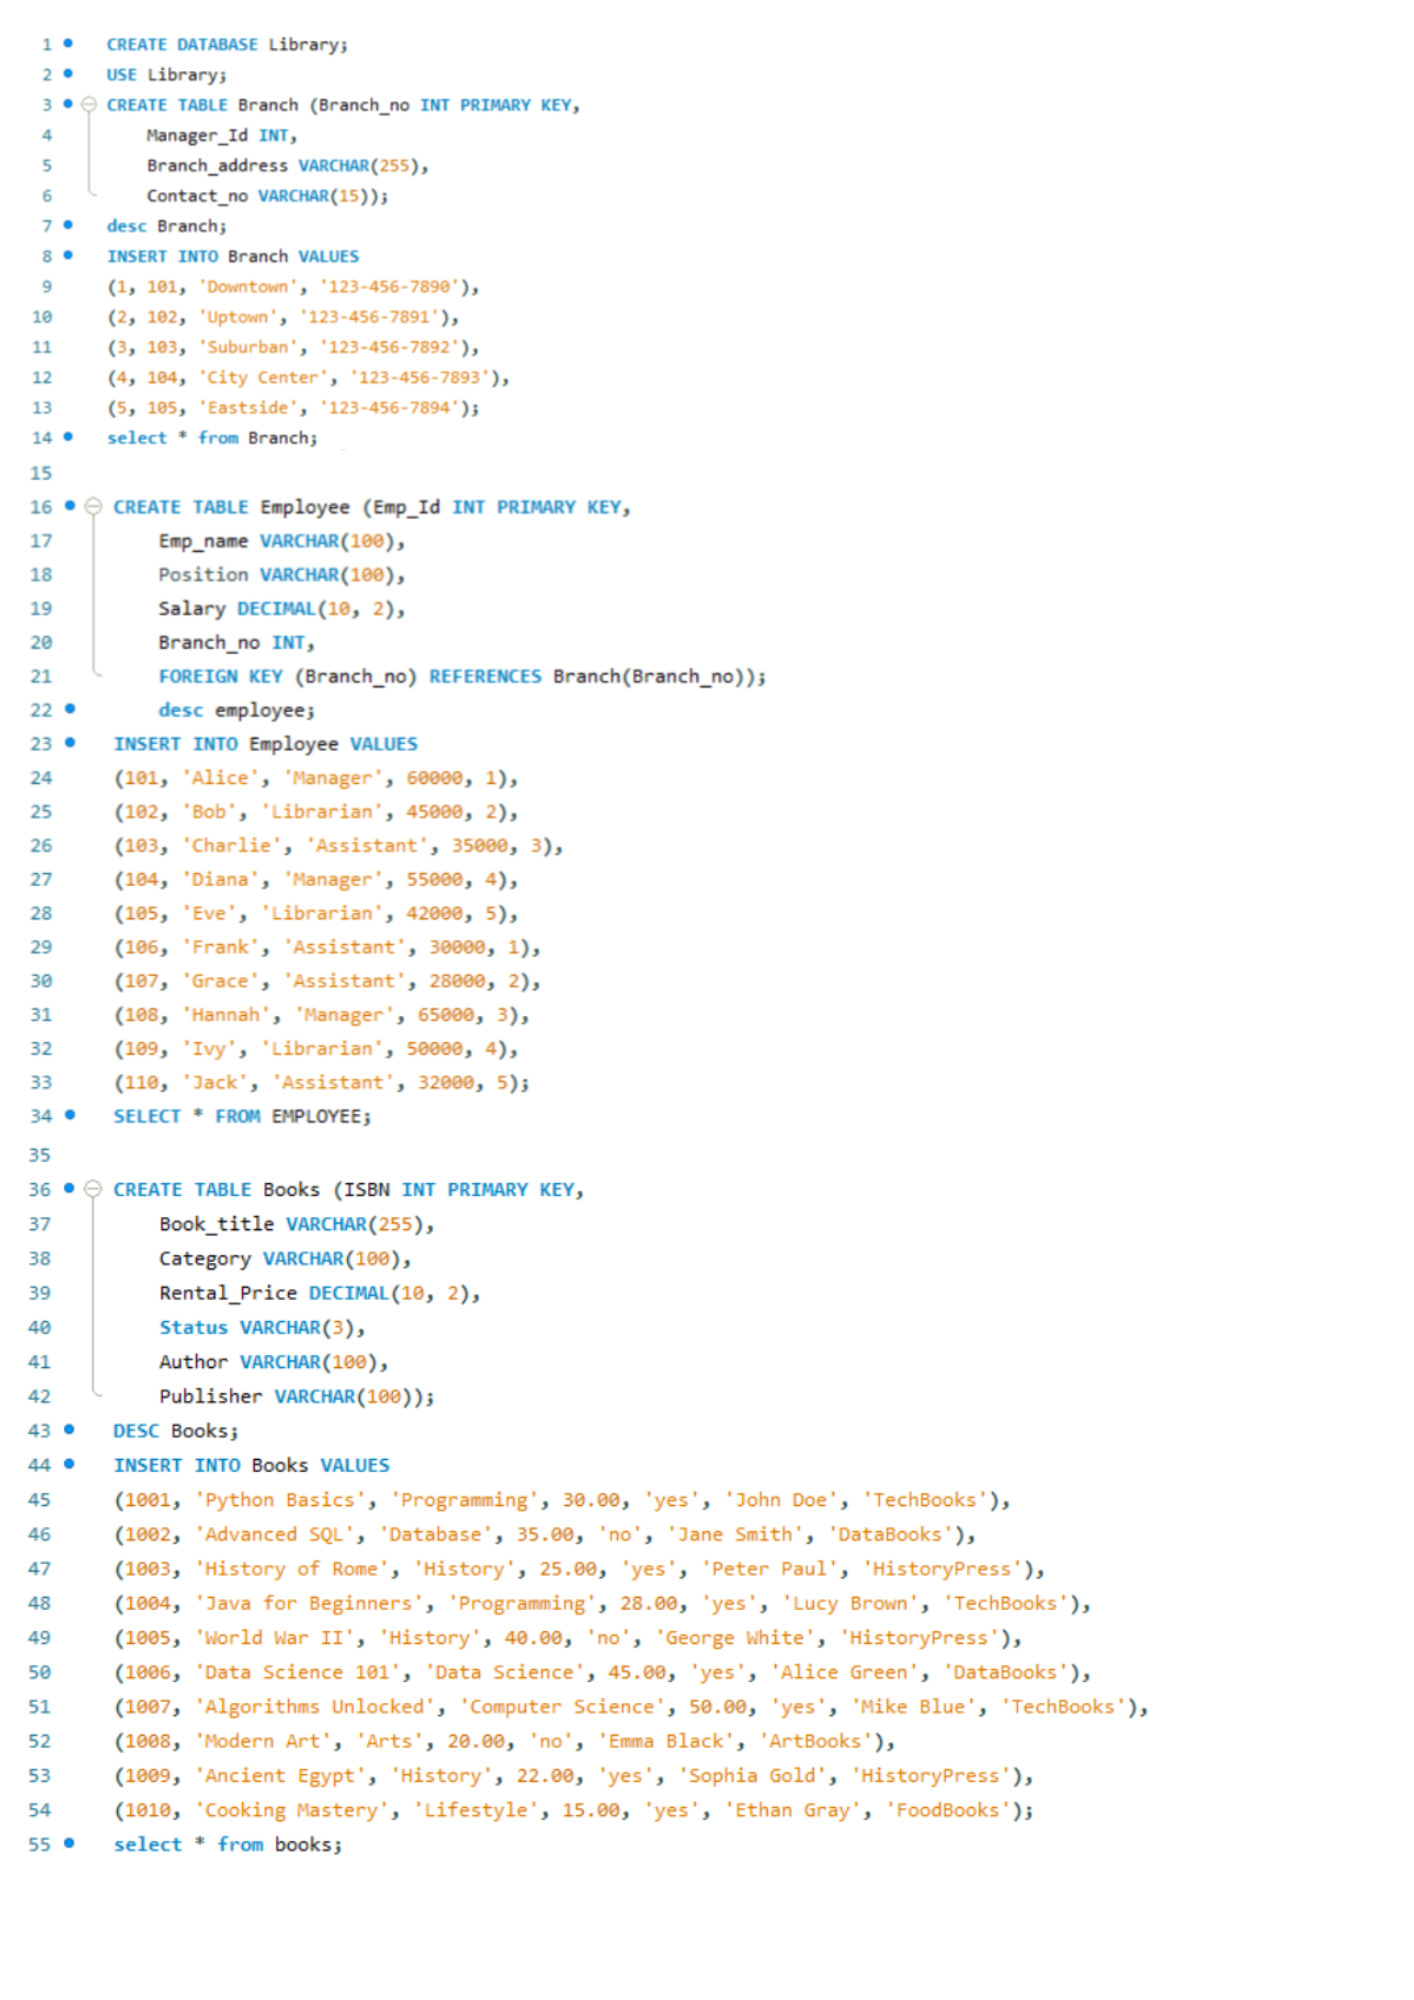 1 CREATE DATABASE Library;
2 USE Library;
3 CREATE TABLE Branch (Branch_no INT PRIMARY KEY,
4 Manager_Id INT,
5 Branch_address VARCHAR(255),
6 Contact_no VARCHAR(15));
7 desc Branch;
8 INSERT INTO Branch VALUES
9 (1, 101, 'Downtown', '123-456-7890'),
10 (2, 102, 'Uptown', '123-456-7891'),
11 (3, 103, 'Suburban', '123-456-7892'),
12 (4, 104, 'City Center', '123-456-7893'),
13 (5, 105, 'Eastside', '123-456-7894');
14 select * from Branch;
15
16 CREATE TABLE Employee (Emp_Id INT PRIMARY KEY,
17 Emp_name VARCHAR(100),
18 Position VARCHAR(100),
19 Salary DECIMAL(10, 2),
20 Branch_no INT,
21 FOREIGN KEY (Branch_no) REFERENCES Branch(Branch_no));
22 desc employee;
23 INSERT INTO Employee VALUES
24 (101, 'Alice', 'Manager', 60000, 1),
25 (102, 'Bob', 'Librarian', 45000, 2),
26 (103, 'Charlie', 'Assistant', 35000, 3),
27 (104, 'Diana', 'Manager', 55000, 4),
28 (105, 'Eve', 'Librarian', 42000, 5),
29 (106, 'Frank', 'Assistant', 30000, 1),
30 (107, 'Grace', 'Assistant', 28000, 2),
31 (108, 'Hannah', 'Manager', 65000, 3),
32 (109, 'Ivy', 'Librarian', 50000, 4),
33 (110, 'Jack', 'Assistant', 32000, 5);
34 SELECT * FROM EMPLOYEE;
35
36 CREATE TABLE Books (ISBN INT PRIMARY KEY,
37 Book_title VARCHAR(255),
38 Category VARCHAR(100),
39 Rental_Price DECIMAL(10, 2),
40 Status VARCHAR(3),
41 Author VARCHAR(100),
42 Publisher VARCHAR(100));
43 DESC Books;
44 INSERT INTO Books VALUES
45 (1001, 'Python Basics', 'Programming', 30.00, 'yes', 'John Doe', 'TechBooks'),
46 (1002, 'Advanced SQL', 'Database', 35.00, 'no', 'Jane Smith', 'DataBooks'),
47 (1003, 'History of Rome', 'History', 25.00, 'yes', 'Peter Paul', 'HistoryPress'),
48 (1004, 'Java for Beginners', 'Programming', 28.00, 'yes', 'Lucy Brown', 'TechBooks'),
49 (1005, 'World War II', 'History', 40.00, 'no', 'George White', 'HistoryPress'),
50 (1006, 'Data Science 101', 'Data Science', 45.00, 'yes', 'Alice Green', 'DataBooks'),
51 (1007, 'Algorithms Unlocked', 'Computer Science', 50.00, 'yes', 'Mike Blue', 'TechBooks'),
52 (1008, 'Modern Art', 'Arts', 20.00, 'no', 'Emma Black', 'ArtBooks'),
53 (1009, 'Ancient Egypt', 'History', 22.00, 'yes', 'Sophia Gold', 'HistoryPress'),
54 (1010, 'Cooking Mastery', 'Lifestyle', 15.00, 'yes', 'Ethan Gray', 'FoodBooks');
55 select * from books;